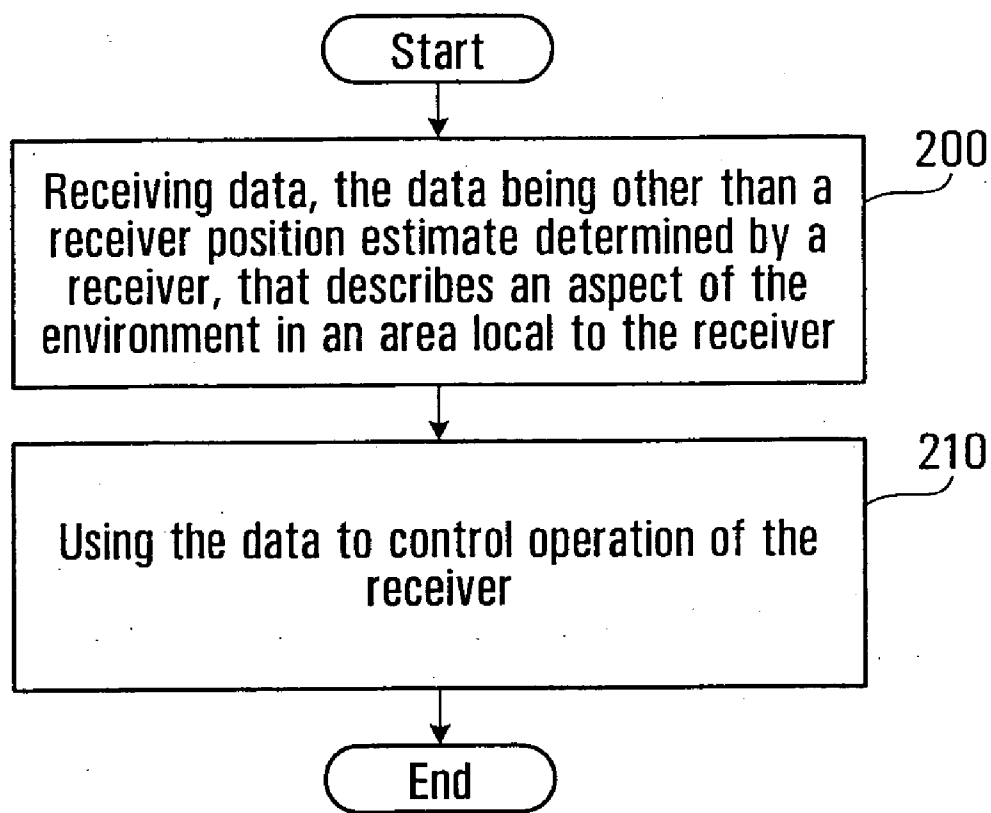 Start
200
Receiving data, the data being other than a
receiver position estimate determined by a
receiver, that describes an aspect of the
environment in an area local to the receiver
210
Using the data to control operation of the
receiver
End